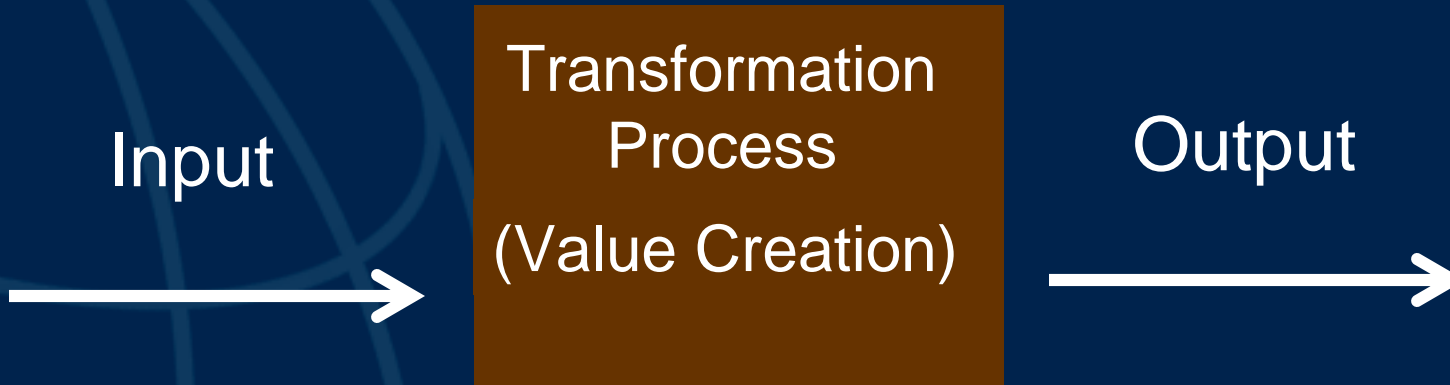 Input
Transformation
Process
(Value Creation)
Output